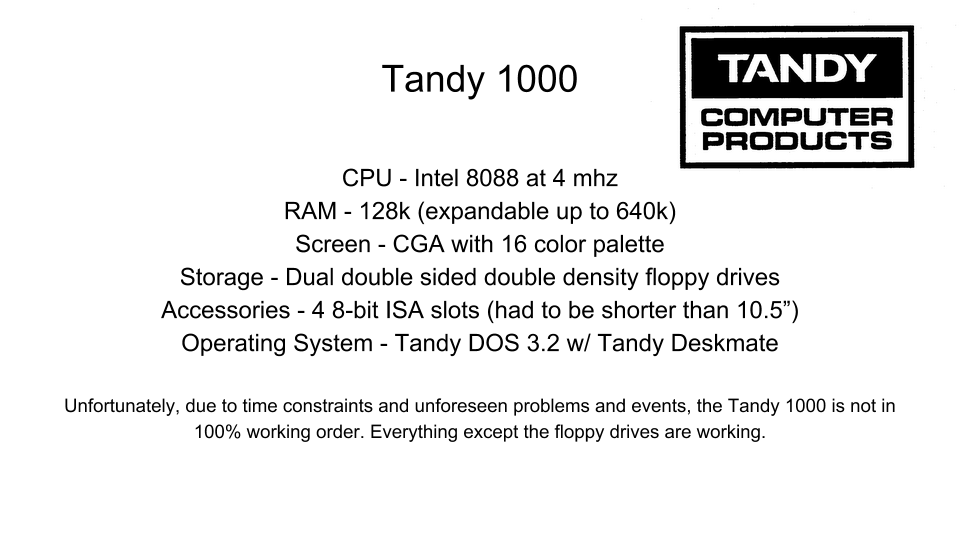 Tandy 1000
TANDY
COMPUTER
PRODUCTS
CPU - Intel 8088 at 4 mhz
RAM - 128k (expandable up to 640k)
Screen - CGA with 16 color palette
Storage - Dual double sided double density floppy drives
Accessories - 4 8-bit ISA slots (had to be shorter than 10.5”)
Operating System - Tandy DOS 3.2 w/ Tandy Deskmate
Unfortunately, due to time constraints and unforeseen problems and events, the Tandy 1000 is not in
100% working order. Everything except the floppy drives are working.